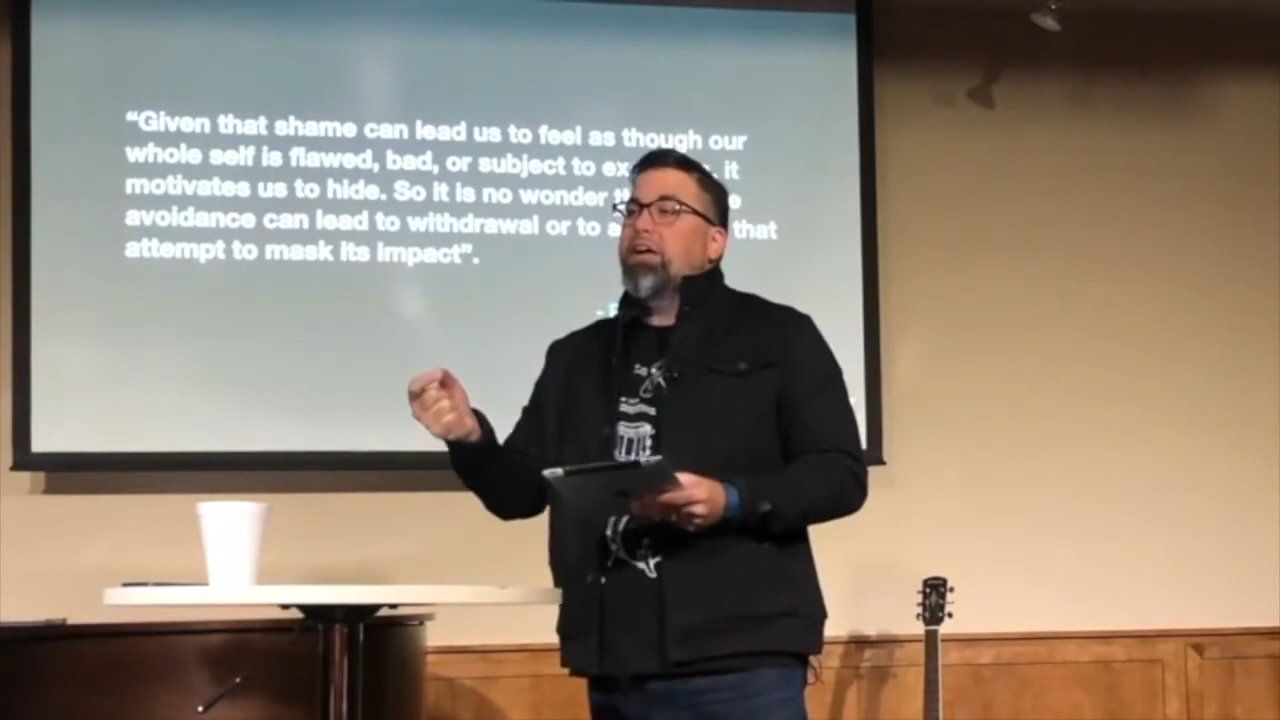 “Given that shame can lead us to feel as though our
whole self is flawed, bad, or subject to it
motivates us to hide. So it is no wonder
avoidance can lead to withdrawal or to that
attempt to mask its impact”.